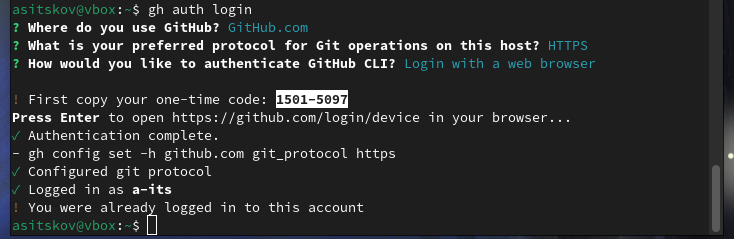 asitskov@vbox:~$ gh auth login
? Where do you use GitHub? GitHub.com
? What is your preferred protocol for Git operations on this host? HTTPS
? How would you like to authenticate GitHub CLI? Login with a web browser
! First copy your one-time code: 1501-5097
Press Enter to open https://github.com/login/device in your browser...
✓ Authentication complete.
- gh config set -h github.com git_protocol https
✓ Configured git protocol
✓ Logged in as a-its
! You were already logged in to this account
asitskov@vbox:~$